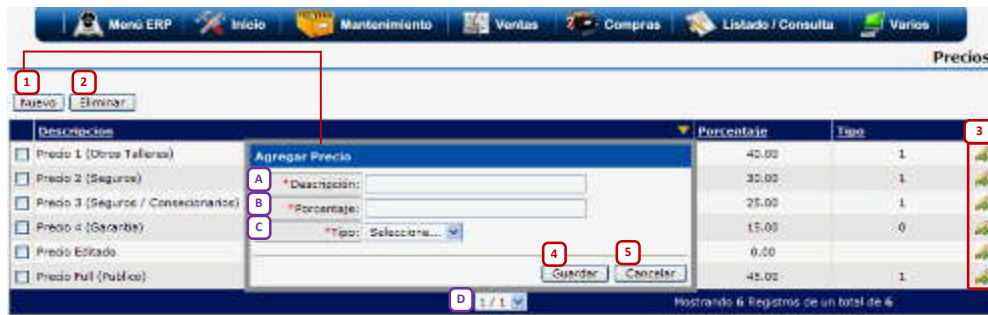 Menú ERP Inicio Mantenimiento Ventas Compras Listado / Consulta Varios
Precios
1 2
Nuevo Eliminar
Descripcion Porcentaje Tipo 3
Precio 1 (Otros Talleres) 40.00 1
Precio 2 (Seguros) 30.00 1
Precio 3 (Seguros / Consecionarios) 25.00 1
Precio 4 (Garantia) 15.00 0
Precio Editado 0.00
Precio Full (Publico) 45.00 1
Agregar Precio
A *Descripción:
B *Porcentaje:
C *Tipo: Seleccione...
4 5
Guardar Cancelar
D 1 / 1 Mostrando 6 Registros de un total de 6